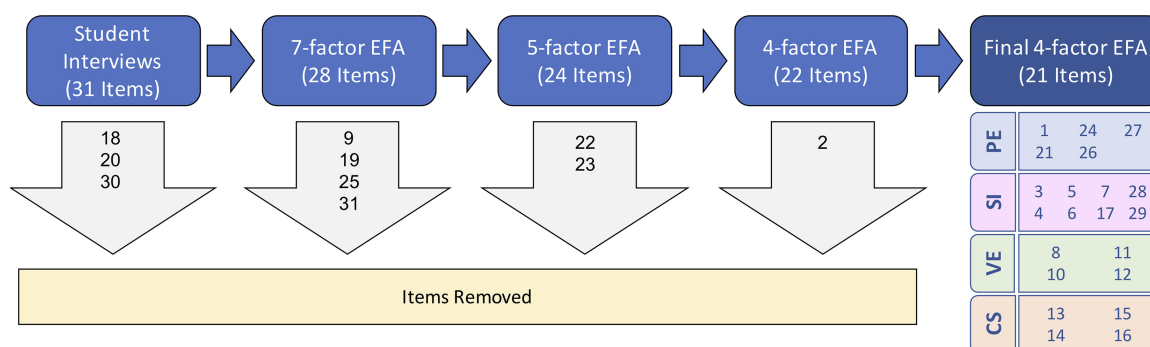 Student
Interviews
(31 Items)
7-factor EFA
(28 Items)
5-factor EFA
(24 Items)
4-factor EFA
(22 Items)
Final 4-factor EFA
(21 Items)
18
20
30
9
19
25
31
22
23
2
Items Removed
PE
1 24 27
21 26
SI
3 5 7 28
4 6 17 29
VE
8 11
10 12
CS
13 15
14 16